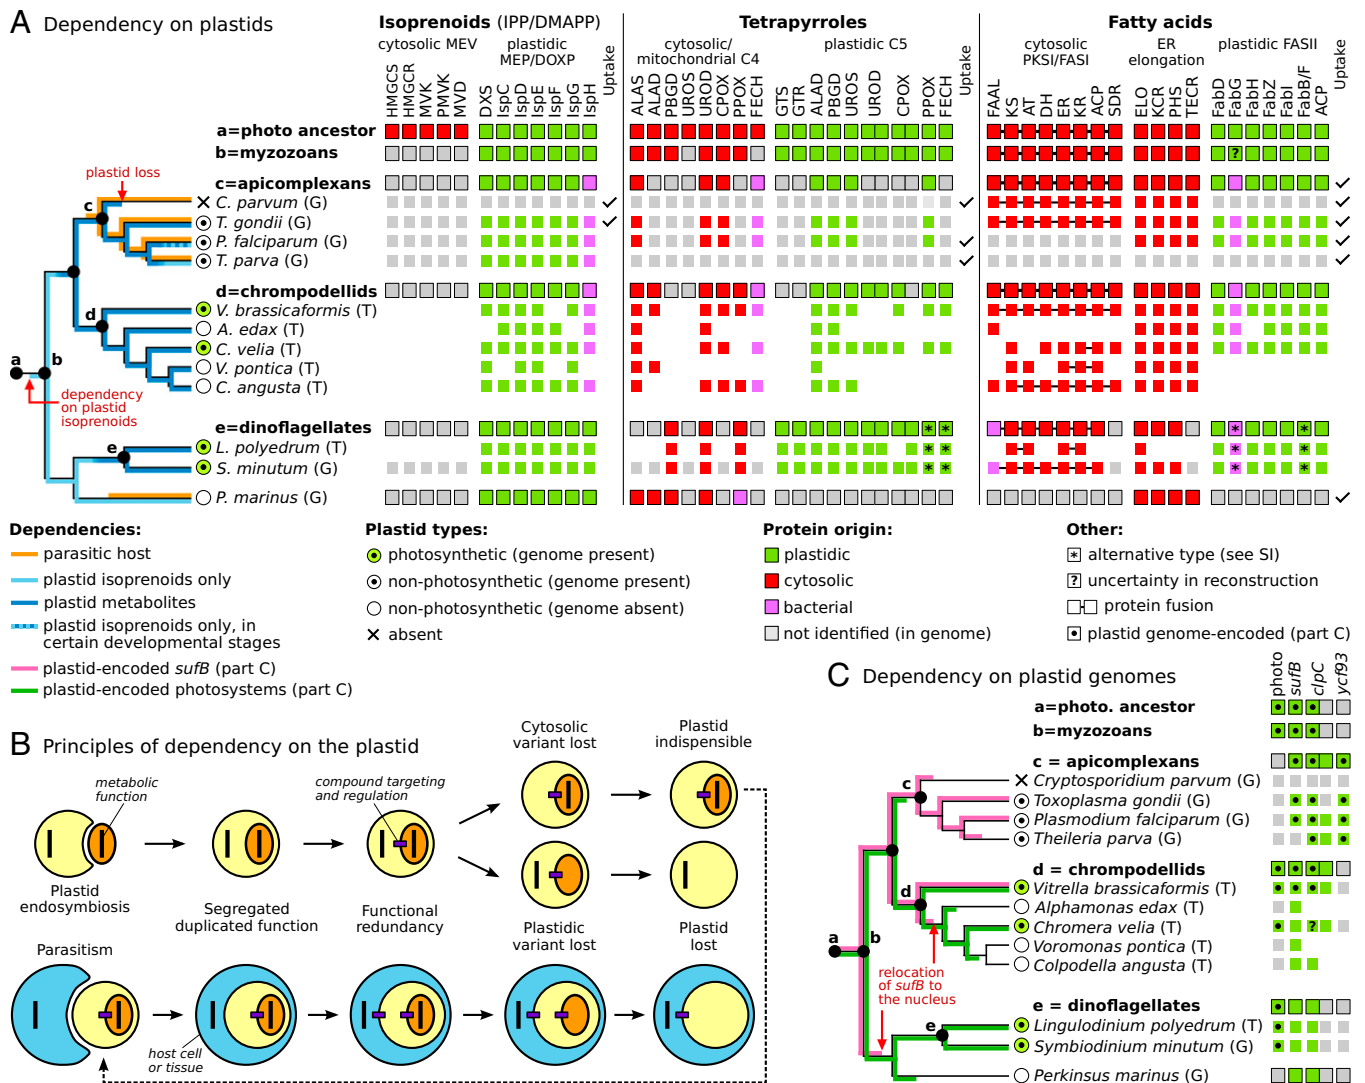 A Dependency on plastids
Isoprenoids (IPP/DMAPP)
Tetrapyrroles
Fatty acids
cytosolic MEV
plastidic
MEP/DOXP
Uptake
cytosolic/
mitochondrial C4
plastidic C5
Uptake
cytosolic
PKSI/FASI
ER
elongation
plastidic FASII
Uptake
HMGCS HMGCR MVK PMVK MVD DXS IspC IspD IspE IspF IspG IspH
ALAS ALAD PBGD UROS UROD CPOX PPOX FECH GTS GTR ALAD PBGD UROS UROD CPOX PPOX FECH
FAAL KS AT DH ER KR ACP SDR ELO KCR PHS TECR FabD FabG FabH FabZ FabI FabB/F ACP
a=photo ancestor
b=myzozoans ?
plastid loss
c=apicomplexans
c
C. parvum (G)
T. gondii (G)
P. falciparum (G)
T. parva (G)
d=chrompodellids
d
V. brassicaformis (T)
A. edax (T)
C. velia (T)
V. pontica (T)
C. angusta (T)
a
b
dependency
on plastid
isoprenoids
e=dinoflagellates * * * *
e
L. polyedrum (T) * * * *
S. minutum (G) * * * *
P. marinus (G)
Dependencies:
parasitic host
plastid isoprenoids only
plastid metabolites
plastid isoprenoids only, in
certain developmental stages
plastid-encoded sufB (part C)
plastid-encoded photosystems (part C)
Plastid types:
photosynthetic (genome present)
non-photosynthetic (genome present)
non-photosynthetic (genome absent)
absent
Protein origin:
plastidic
cytosolic
bacterial
not identified (in genome)
Other:
* alternative type (see SI)
? uncertainty in reconstruction
protein fusion
plastid genome-encoded (part C)
B Principles of dependency on the plastid
metabolic
function
compound targeting
and regulation
Cytosolic
variant lost
Plastid
indispensible
Plastid
endosymbiosis
Segregated
duplicated function
Functional
redundancy
Plastidic
variant lost
Plastid
lost
Parasitism
host cell
or tissue
C Dependency on plastid genomes
photo sufB clpC ycf93
a=photo. ancestor
b=myzozoans
c = apicomplexans
c
Cryptosporidium parvum (G)
Toxoplasma gondii (G)
Plasmodium falciparum (G)
Theileria parva (G)
d = chrompodellids
d
Vitrella brassicaformis (T)
Alphamonas edax (T)
Chromera velia (T) ?
Voromonas pontica (T)
Colpodella angusta (T)
a
b
relocation
of sufB to
the nucleus
e = dinoflagellates
e
Lingulodinium polyedrum (T)
Symbiodinium minutum (G)
Perkinsus marinus (G)